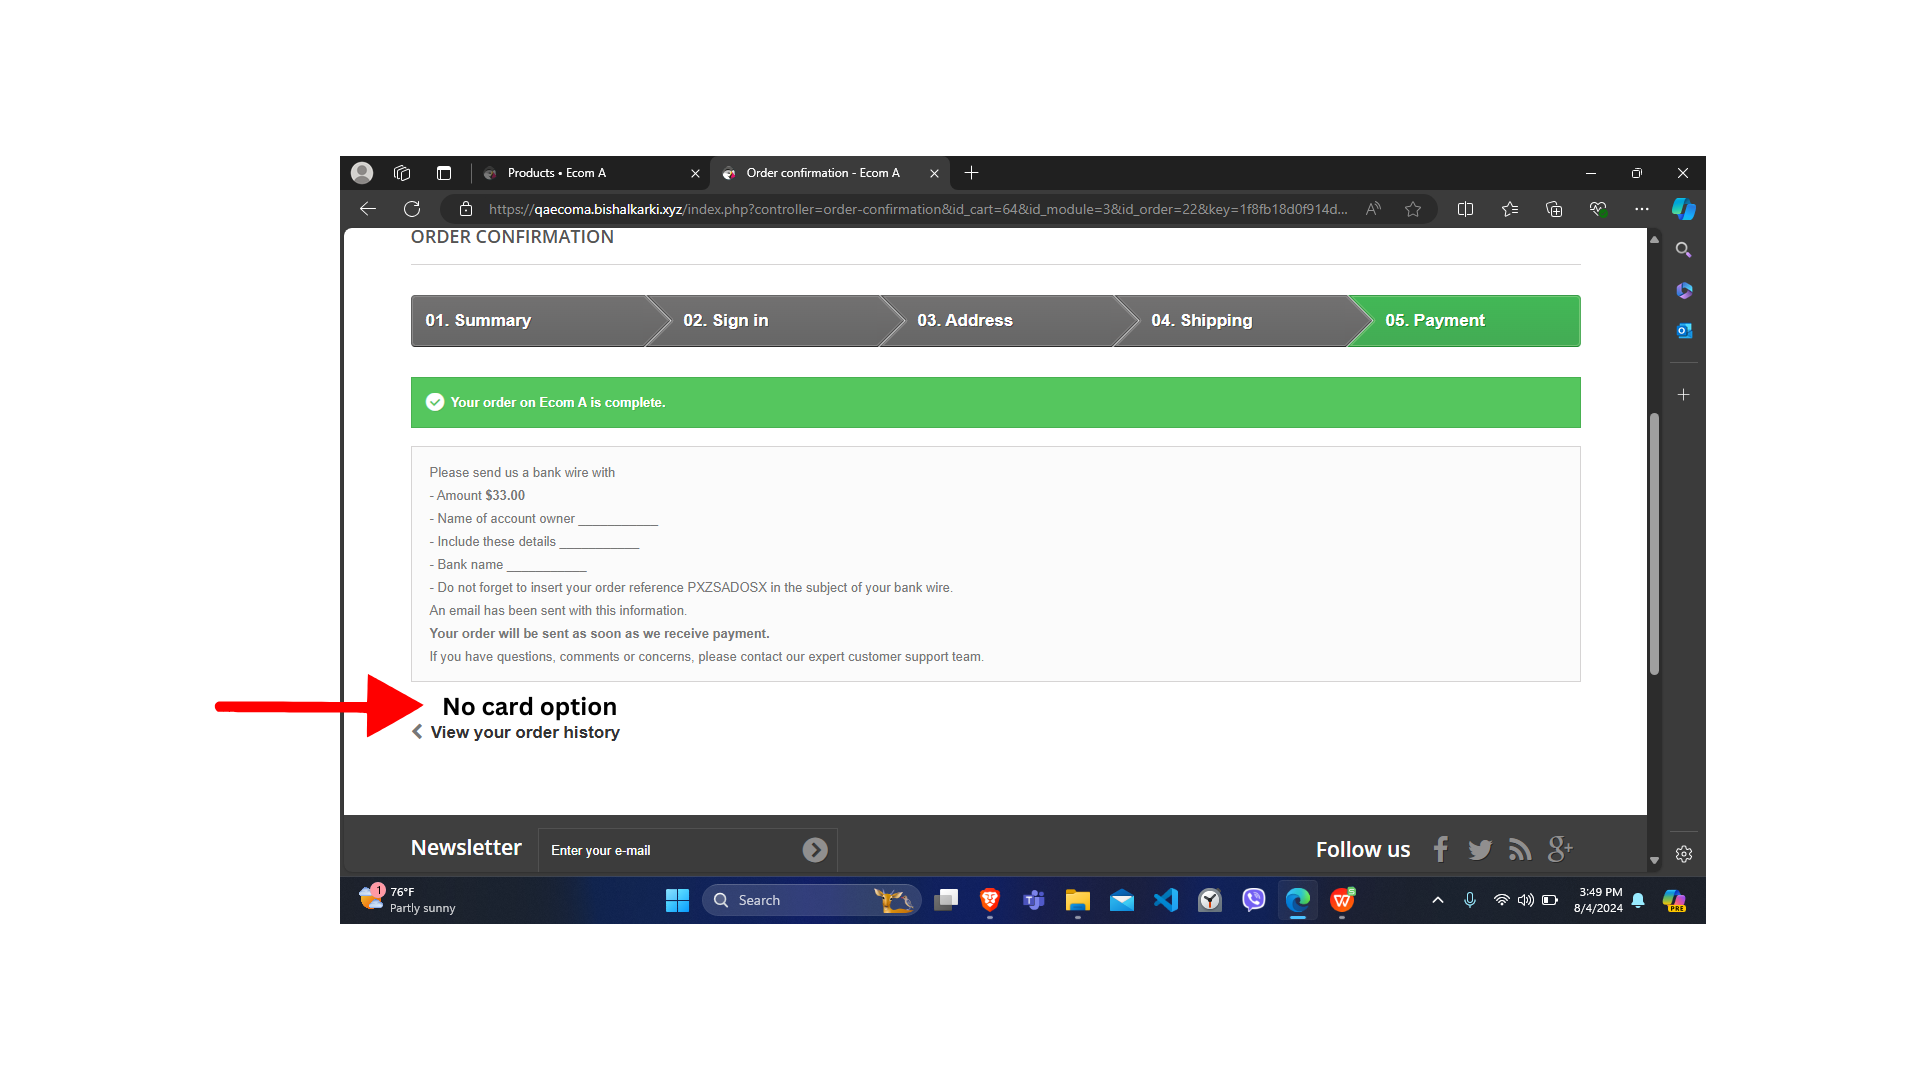 Products • Ecom A
Order confirmation - Ecom A
https://qaecoma.bishalkarki.xyz/index.php?controller=order-confirmation&id_cart=64&id_module=3&id_order=22&key=1f8fb18d0f914d...
ORDER CONFIRMATION
01. Summary
02. Sign in
03. Address
04. Shipping
05. Payment
Your order on Ecom A is complete.
Please send us a bank wire with
- Amount $33.00
- Name of account owner ___________
- Include these details ___________
- Bank name ___________
- Do not forget to insert your order reference PXZSADOSX in the subject of your bank wire.
An email has been sent with this information.
Your order will be sent as soon as we receive payment.
If you have questions, comments or concerns, please contact our expert customer support team.
No card option
View your order history
Newsletter
Enter your e-mail
Follow us
1
76°F
Partly sunny
Search
3:49 PM
8/4/2024
PRE